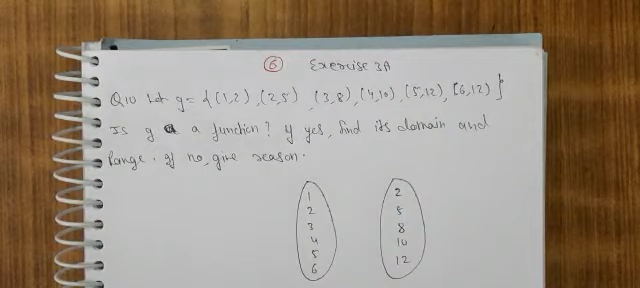 6 Exercise 3A
Q10 Let g = {(1,2), (2,5), (3,8), (4,10), (5,12), (6,12)}
Is g a function? If yes, find its domain and
Range. If no, give reason.
1 2
2 5
3 8
4 10
5 12
6